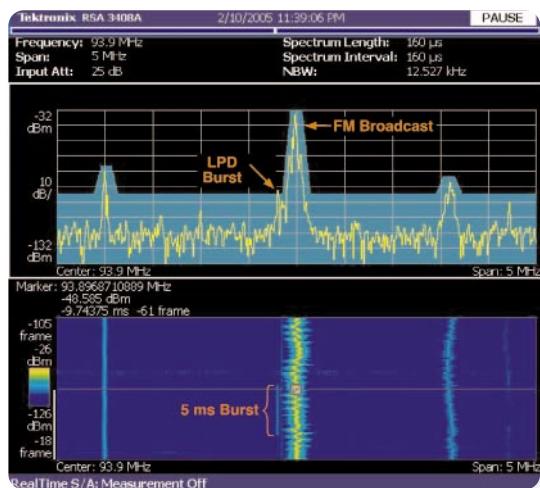 Tektronix RSA 3408A 2/10/2005 11:39:06 PM PAUSE
Frequency: 93.9 MHz Spectrum Length: 160 µs
Span: 5 MHz Spectrum Interval: 160 µs
Input Att: 25 dB NBW: 12.527 kHz
-32
dBm
FM Broadcast
LPD
Burst
10
dB/
-132
dBm
Center: 93.9 MHz Span: 5 MHz
Marker: 93.8968710889 MHz
-48.585 dBm
-9.74375 ms -61 frame
-105
frame
-26
dBm
5 ms Burst
-126
dBm
-18
frame
Center: 93.9 MHz Span: 5 MHz
RealTime S/A: Measurement Off